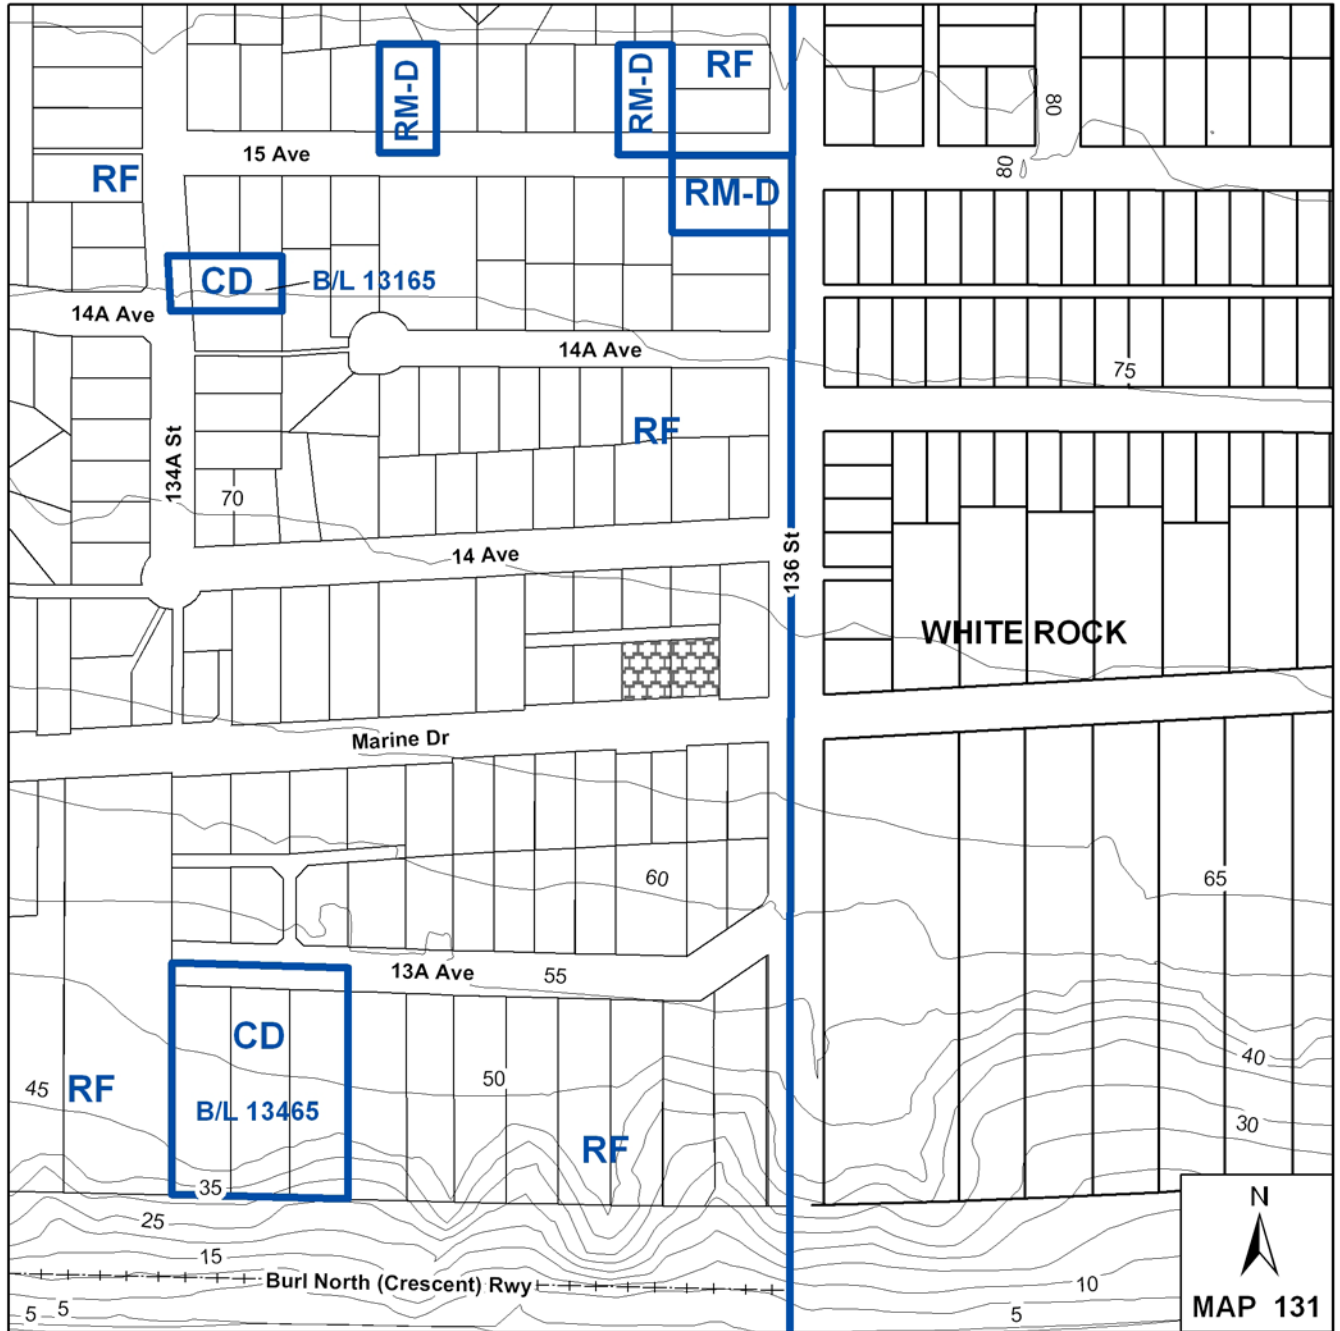 RM-D
RM-D
RF
80
15 Ave
80
RF
RM-D
CD
B/L 13165
14A Ave
14A Ave
75
RF
134A St
70
14 Ave
136 St
WHITE ROCK
Marine Dr
60
65
13A Ave
55
CD
40
50
45
RF
B/L 13465
30
RF
35
N
25
15
Burl North (Crescent) Rwy
10
5
5
5
MAP 131